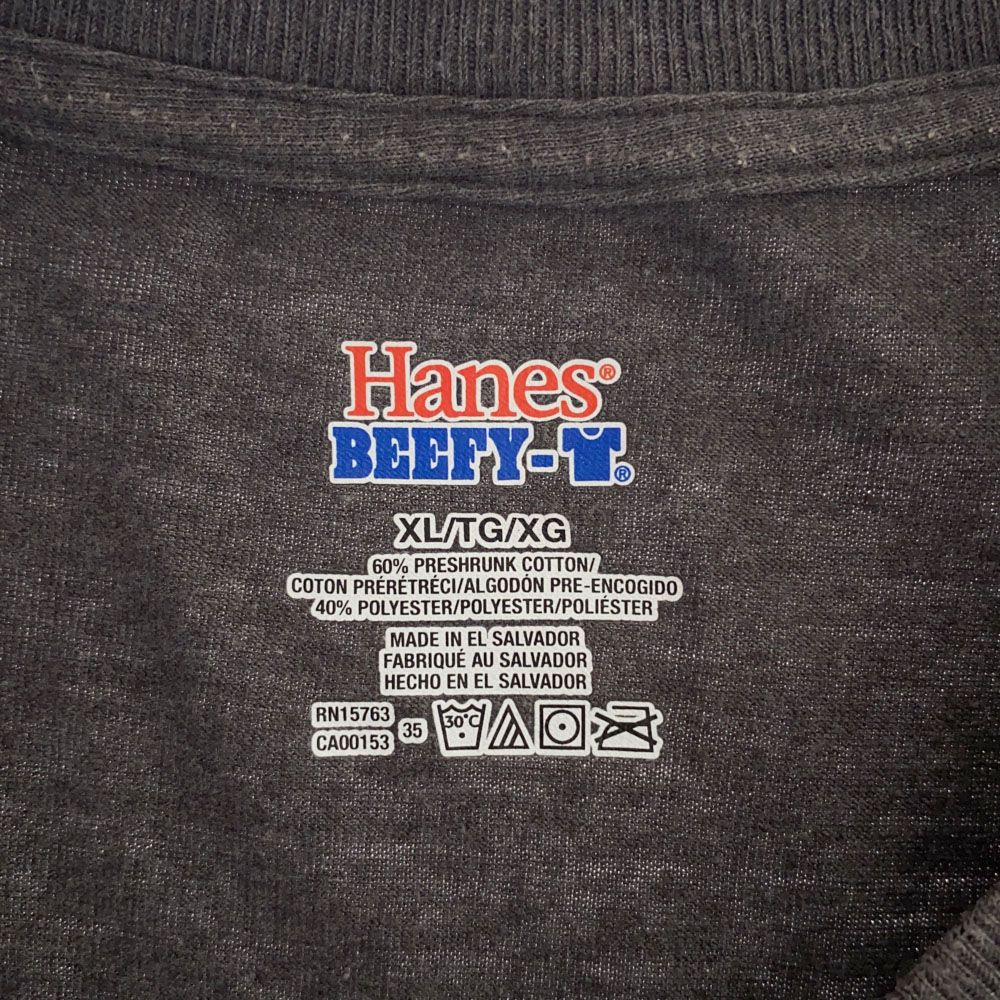 Hanes®
BEEFY-T®
XL/TG/XG
60% PRESHRUNK COTTON/
COTON PRÉRÉTRÉCI/ALGODÓN PRE-ENCOGIDO
40% POLYESTER/POLYESTER/POLIÉSTER
MADE IN EL SALVADOR
FABRIQUÉ AU SALVADOR
HECHO EN EL SALVADOR
RN15763
CA00153
35
30°C